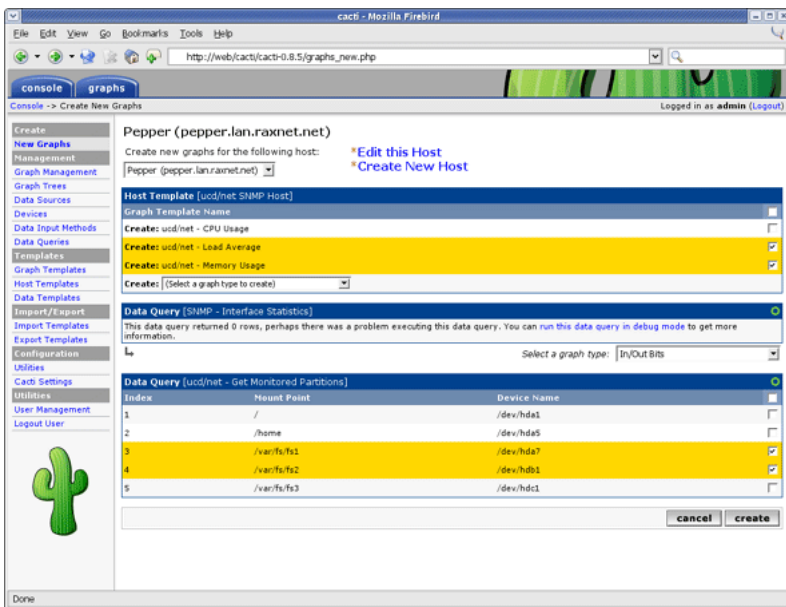 cacti - Mozilla Firebird
File Edit View Go Bookmarks Tools Help
http://web/cacti/cacti-0.8.5/graphs_new.php
console graphs
Console -> Create New Graphs
Logged in as admin (Logout)
Create
New Graphs
Management
Graph Management
Graph Trees
Data Sources
Devices
Data Input Methods
Data Queries
Templates
Graph Templates
Host Templates
Data Templates
Import/Export
Import Templates
Export Templates
Configuration
Utilities
Cacti Settings
Utilities
User Management
Logout User
Pepper (pepper.lan.raxnet.net)
Create new graphs for the following host:
Pepper (pepper.lan.raxnet.net)
*Edit this Host
*Create New Host
Host Template [ucd/net SNMP Host]
Graph Template Name
Create: ucd/net - CPU Usage
Create: ucd/net - Load Average
Create: ucd/net - Memory Usage
Create: (Select a graph type to create)
Data Query [SNMP - Interface Statistics]
This data query returned 0 rows, perhaps there was a problem executing this data query. You can run this data query in debug mode to get more
information.
Select a graph type: In/Out Bits
Data Query [ucd/net - Get Monitored Partitions]
Index Mount Point Device Name
1 / /dev/hda1
2 /home /dev/hda5
3 /var/fs/fs1 /dev/hda7
4 /var/fs/fs2 /dev/hdb1
5 /var/fs/fs3 /dev/hdc1
cancel create
Done